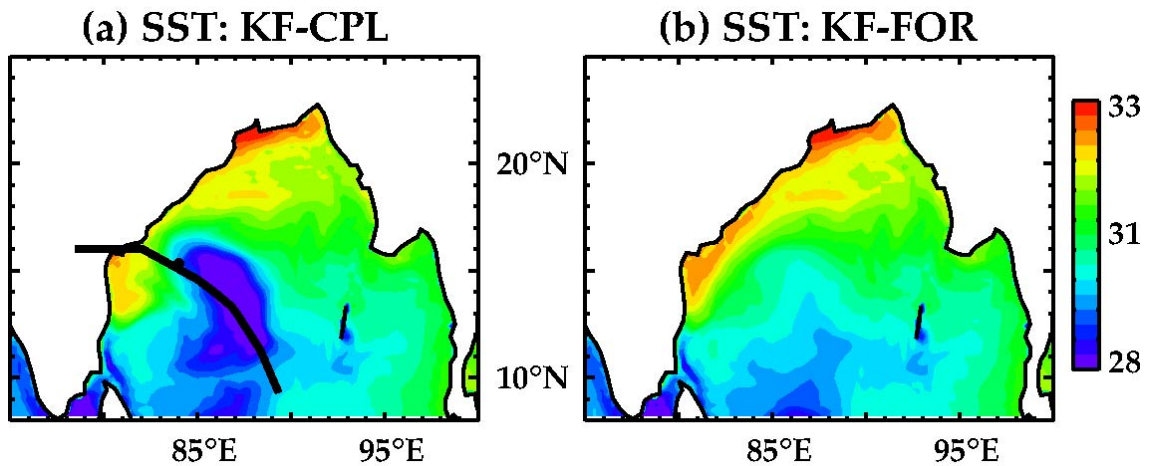 (a) SST: KF-CPL
(b) SST: KF-FOR
33
20°N
31
10°N
28
85°E
95°E
85°E
95°E